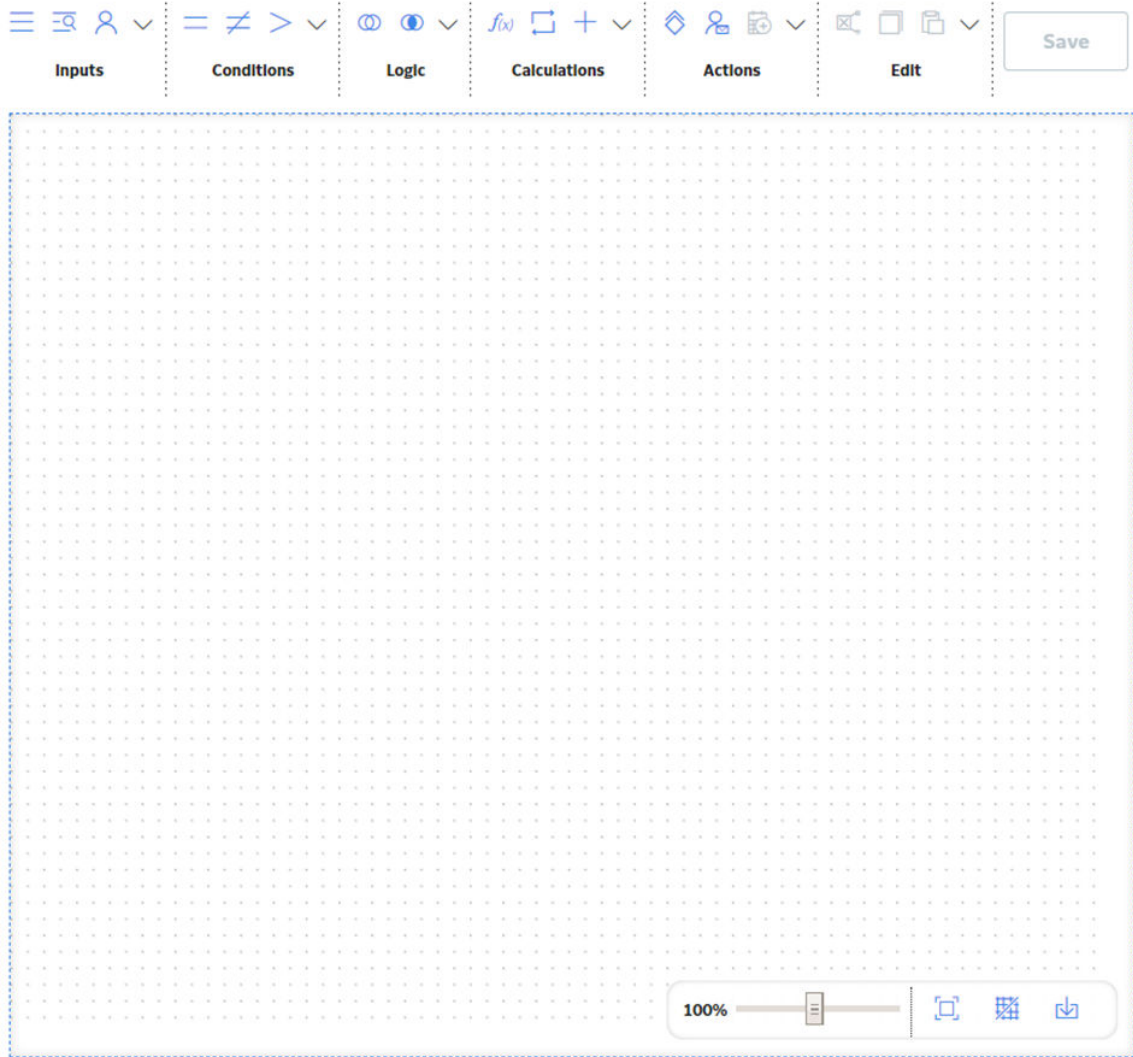 f(x)
Inputs
Conditions
Logic
Calculations
Actions
Edit
Save
100%